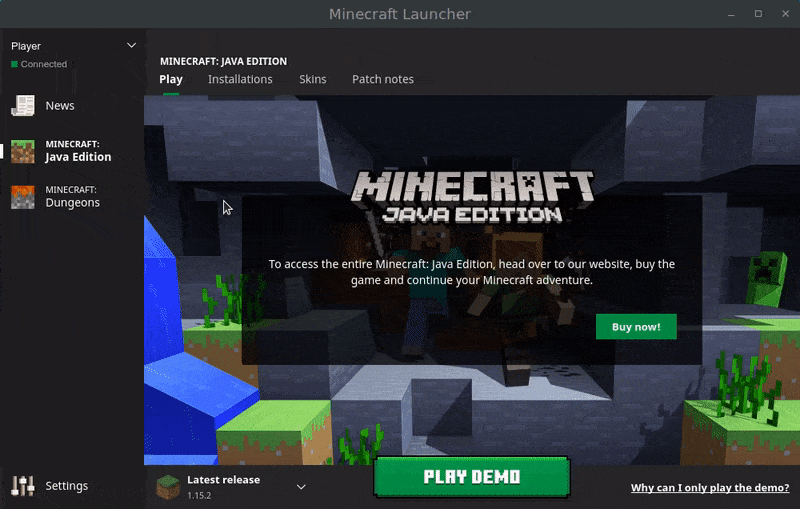 Minecraft Launcher
Player
Connected
News
MINECRAFT:
Java Edition
MINECRAFT:
Dungeons
Settings
MINECRAFT: JAVA EDITION
Play Installations Skins Patch notes
MINECRAFT
JAVA EDITION
To access the entire Minecraft: Java Edition, head over to our website, buy the
game and continue your Minecraft adventure.
Buy now!
Latest release
1.15.2
PLAY DEMO
Why can I only play the demo?